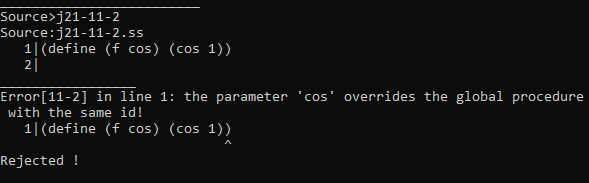 Source>j21-11-2
Source:j21-11-2.ss
1|(define (f cos) (cos 1))
2|
Error[11-2] in line 1: the parameter 'cos' overrides the global procedure
with the same id!
1|(define (f cos) (cos 1))
^
Rejected !